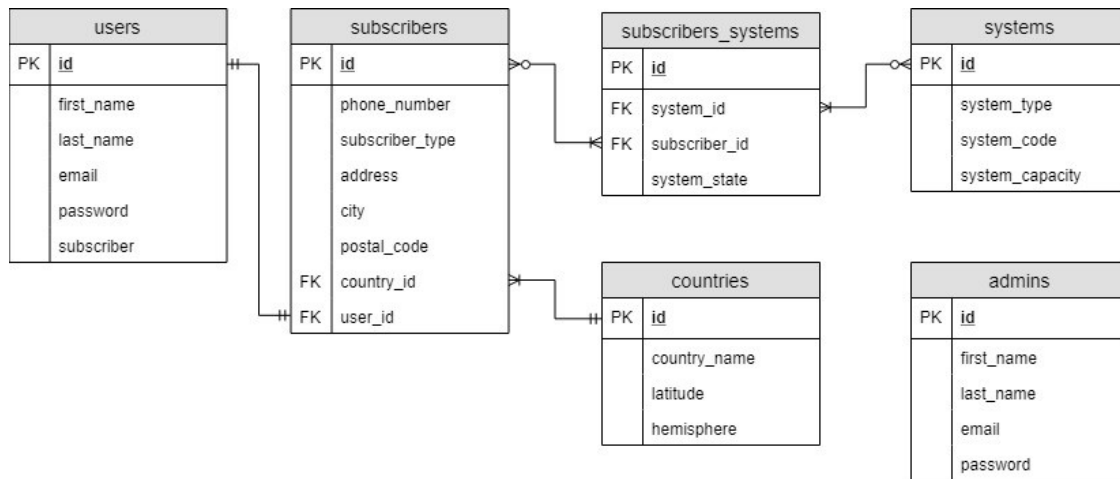 users
PK id
first_name
last_name
email
password
subscriber
subscribers
PK id
phone_number
subscriber_type
address
city
postal_code
FK country_id
FK user_id
subscribers_systems
PK id
FK system_id
FK subscriber_id
system_state
systems
PK id
system_type
system_code
system_capacity
countries
PK id
country_name
latitude
hemisphere
admins
PK id
first_name
last_name
email
password